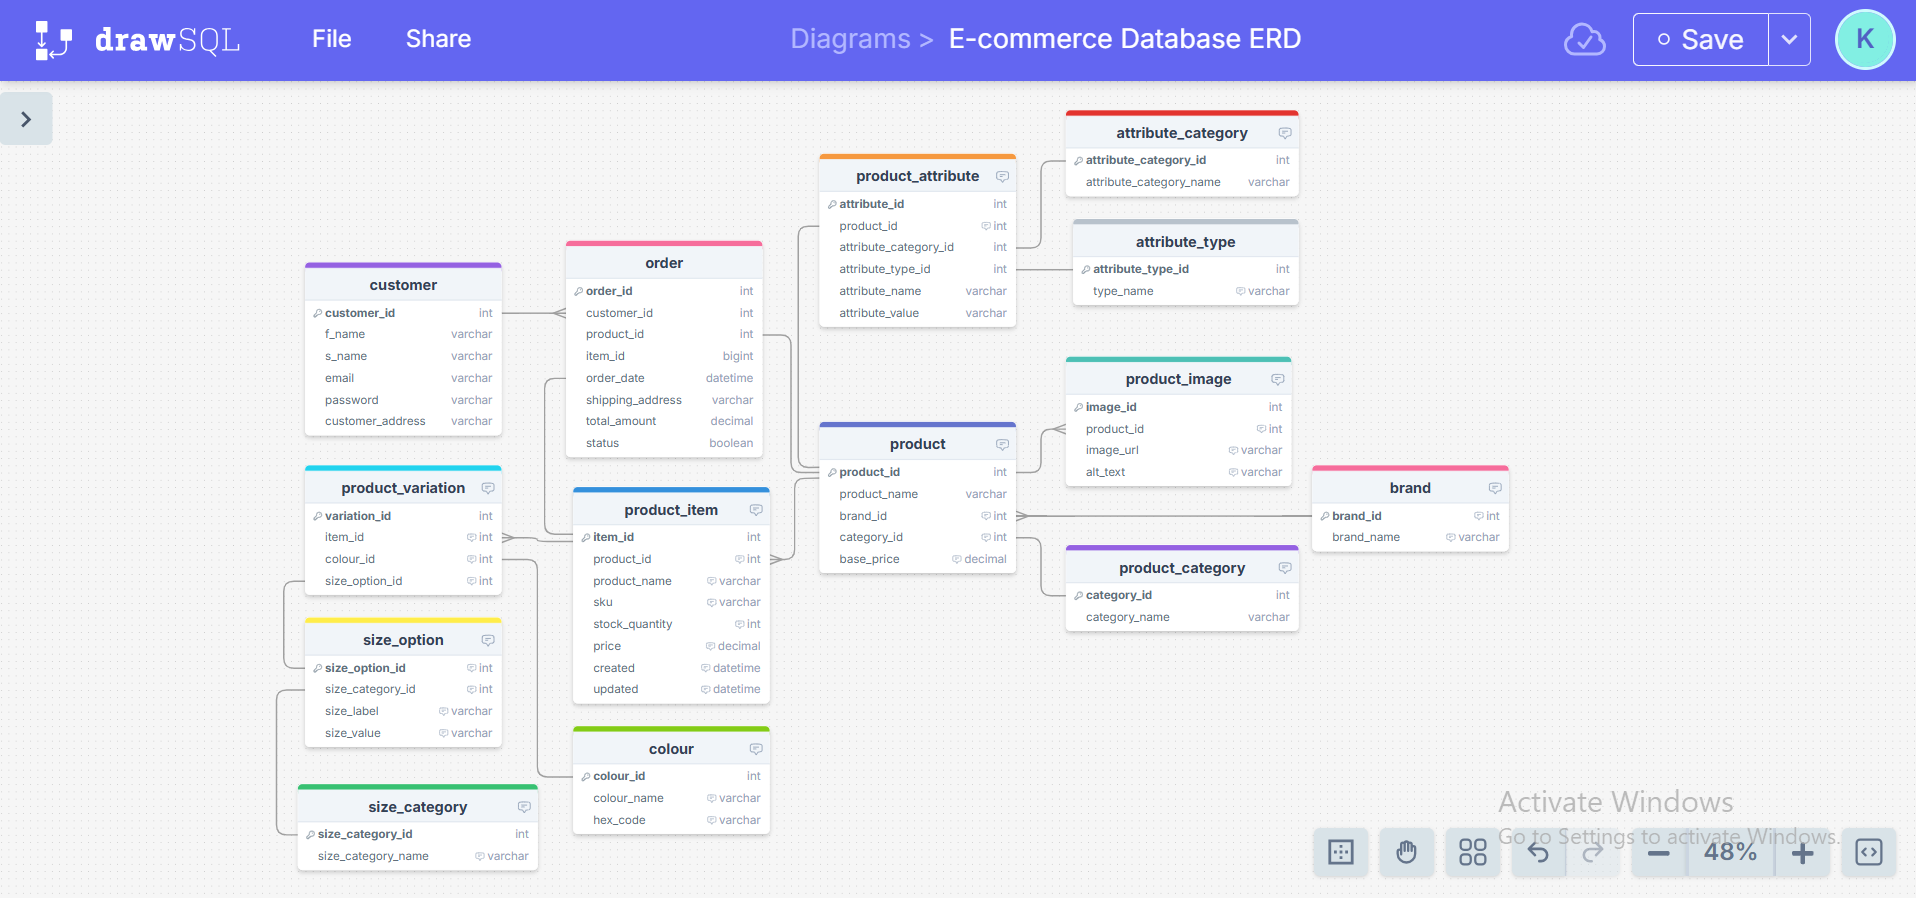 drawSQL File Share Diagrams > E-commerce Database ERD Save K
customer
customer_id int
f_name varchar
s_name varchar
email varchar
password varchar
customer_address varchar
product_variation
variation_id int
item_id int
colour_id int
size_option_id int
size_option
size_option_id int
size_category_id int
size_label varchar
size_value varchar
size_category
size_category_id int
size_category_name varchar
order
order_id int
customer_id int
product_id int
item_id bigint
order_date datetime
shipping_address varchar
total_amount decimal
status boolean
product_item
item_id int
product_id int
product_name varchar
sku varchar
stock_quantity int
price decimal
created datetime
updated datetime
colour
colour_id int
colour_name varchar
hex_code varchar
product_attribute
attribute_id int
product_id int
attribute_category_id int
attribute_type_id int
attribute_name varchar
attribute_value varchar
product
product_id int
product_name varchar
brand_id int
category_id int
base_price decimal
attribute_category
attribute_category_id int
attribute_category_name varchar
attribute_type
attribute_type_id int
type_name varchar
product_image
image_id int
product_id int
image_url varchar
alt_text varchar
product_category
category_id int
category_name varchar
brand
brand_id int
brand_name varchar
Activate Windows
Go to Settings to activate Windows.
48%